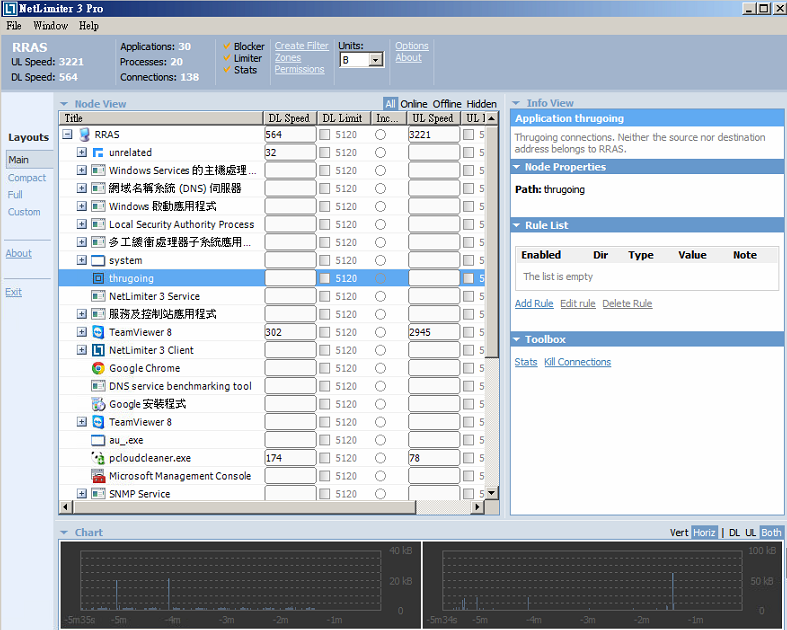 NetLimiter 3 Pro
File Window Help
RRAS
UL Speed: 3221
DL Speed: 564
Applications: 30
Processes: 20
Connections: 138
Blocker
Limiter
Stats
Create Filter
Zones
Permissions
Units:
B
Options
About
Layouts
Main
Compact
Full
Custom
About
Exit
Node View All Online Offline Hidden
Title DL Speed DL Limit Inc... UL Speed UL
RRAS 564 5120 3221 5
unrelated 32 5120 5
Windows Services 的主機處理... 5120 5
網域名稱系統 (DNS) 伺服器 5120 5
Windows 啟動應用程式 5120 5
Local Security Authority Process 5120 5
多工緩衝處理器子系統應用... 5120 5
system 5120 5
thrugoing 5120 5
NetLimiter 3 Service 5120 5
服務及控制站應用程式 5120 5
TeamViewer 8 302 5120 2945 5
NetLimiter 3 Client 5120 5
Google Chrome 5120 5
DNS service benchmarking tool 5120 5
Google 安裝程式 5120 5
TeamViewer 8 5120 5
au_.exe 5120 5
pcloudcleaner.exe 174 5120 78 5
Microsoft Management Console 5120 5
SNMP Service 5120 5
Info View
Application thrugoing
Thrugoing connections. Neither the source nor destination
address belongs to RRAS.
Node Properties
Path: thrugoing
Rule List
Enabled Dir Type Value Note
The list is empty
Add Rule Edit rule Delete Rule
Toolbox
Stats Kill Connections
Chart Vert Horiz | DL UL Both
40 kB
20 kB
0
-5m35s -5m -4m -3m -2m -1m
100 kB
50 kB
0
-5m34s -5m -4m -3m -2m -1m